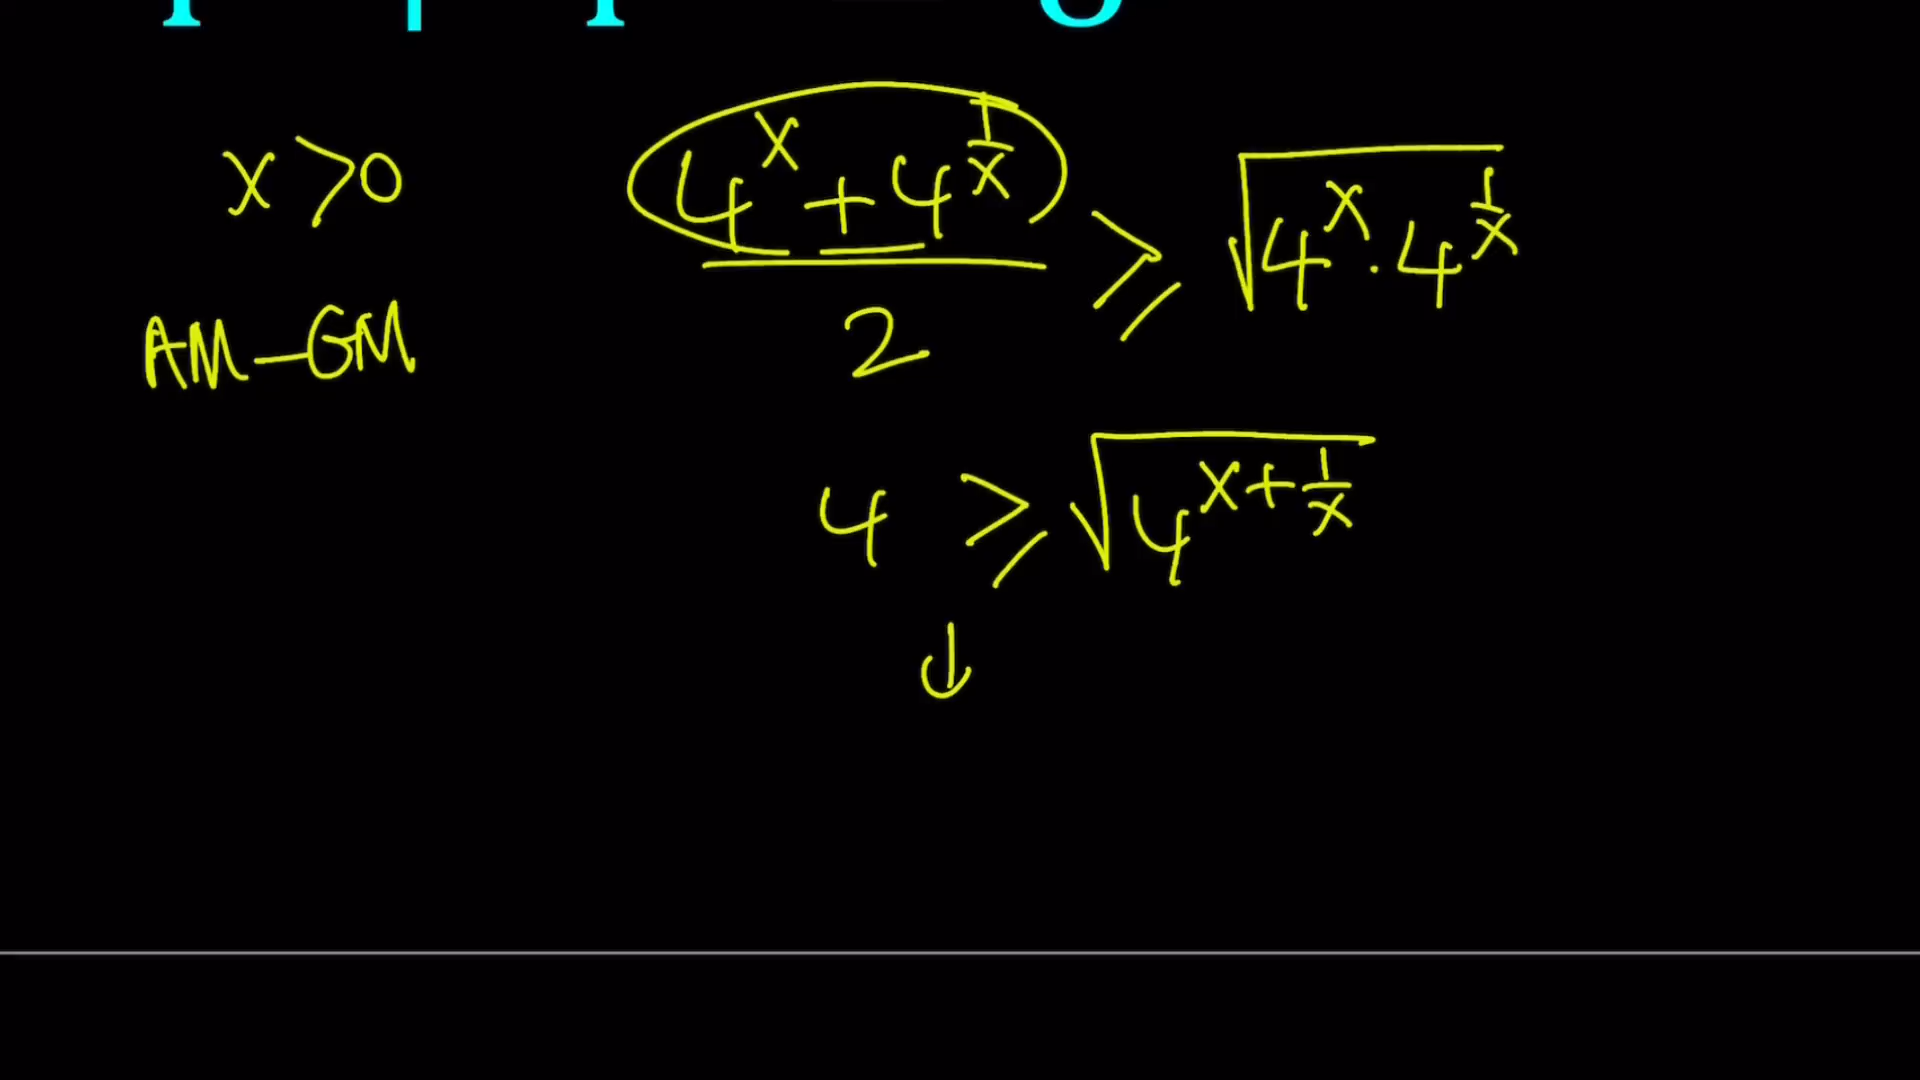 x>0
(4^x + 4^(1/x))/2 ≥ √(4^x · 4^(1/x))
AM-GM
4 ≥ √(4^(x+1/x))
↓